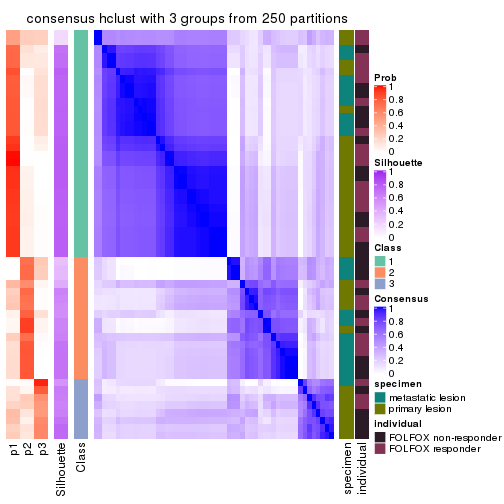 consensus hclust with 3 groups from 250 partitions
Prob
1
0.8
0.6
0.4
0.2
0
Silhouette
1
0.8
0.6
0.4
0.2
0
Class
1
2
3
Consensus
1
0.8
0.6
0.4
0.2
0
specimen
metastatic lesion
primary lesion
individual
FOLFOX non-responder
FOLFOX responder
p1
p2
p3
Silhouette
Class
specimen
individual